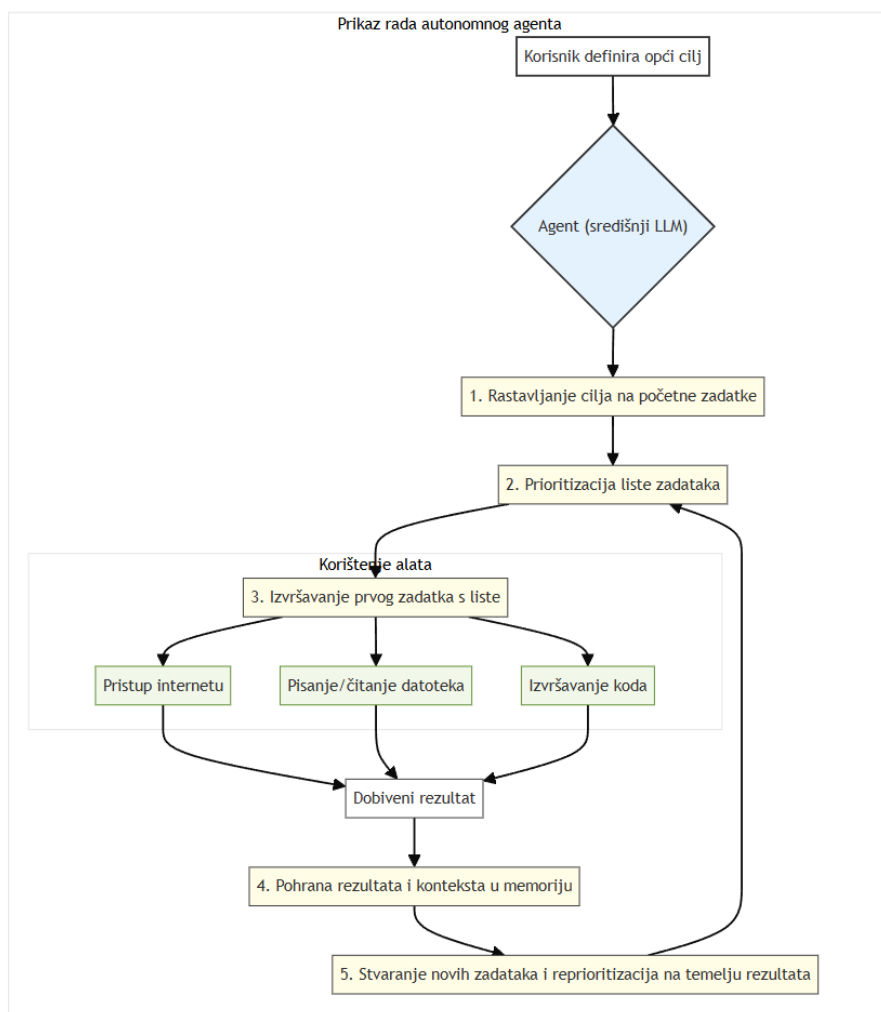 Prikaz rada autonomnog agenta
Korisnik definira opći cilj
Agent (središnji LLM)
1. Rastavljanje cilja na početne zadatke
2. Prioritizacija liste zadataka
Korištenje alata
3. Izvršavanje prvog zadatka s liste
Pristup internetu
Pisanje/čitanje datoteka
Izvršavanje koda
Dobiveni rezultat
4. Pohrana rezultata i konteksta u memoriju
5. Stvaranje novih zadataka i reprioritizacija na temelju rezultata